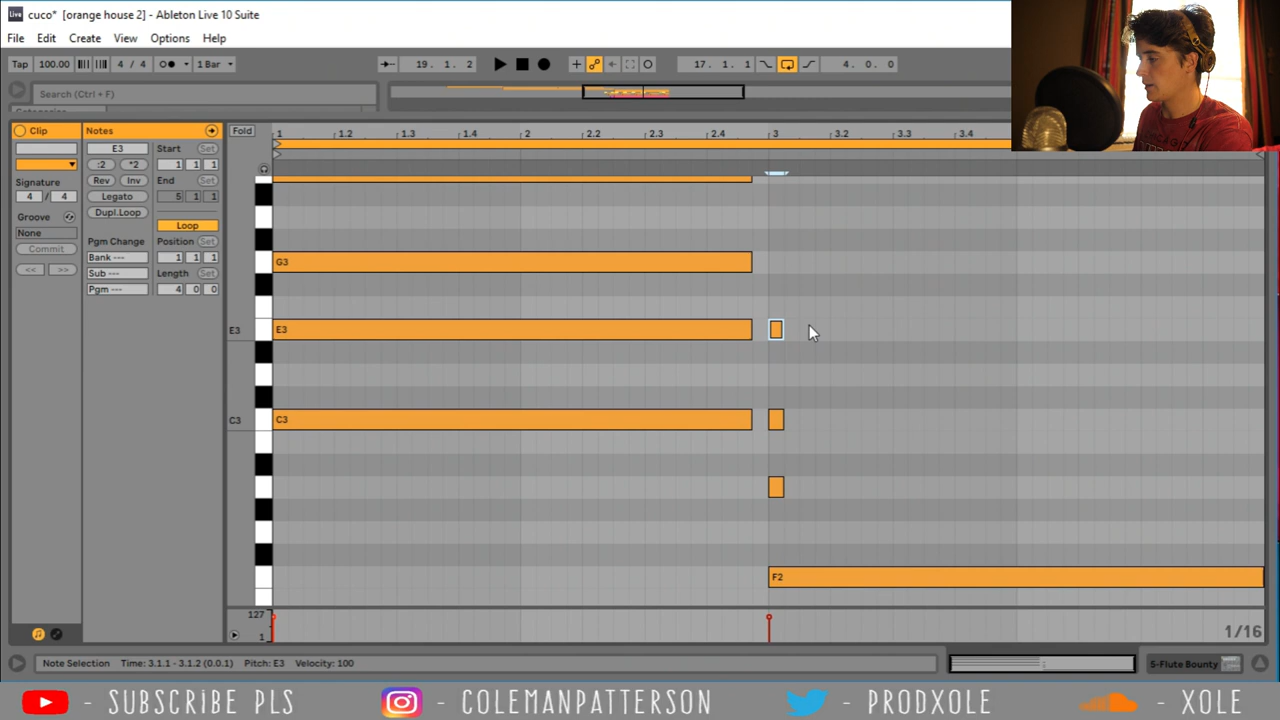 Live cuco* [orange house 2] - Ableton Live 10 Suite
File Edit Create View Options Help
Tap 100.00 4 / 4 1 Bar 19. 1. 2 17. 1. 1 4. 0. 0
Search (Ctrl + F)
Categories
Clip Notes Fold 1 1.2 1.3 1.4 2 2.2 2.3 2.4 3 3.2 3.3 3.4
E3 Start
:2 *2 1 1 1
Signature Rev Inv End Set
4 / 4 Legato 5 1 1
Groove Dupl.Loop
None Loop
Commit Pgm Change Position Set
<< >> Bank --- 1 1 1
Sub --- Length Set
Pgm --- 4 0 0
G3
E3 E3
C3 C3
F2
127
1 1/16
Note Selection Time: 3.1.1 - 3.1.2 (0.0.1) Pitch: E3 Velocity: 100 5-Flute Bounty
- SUBSCRIBE PLS - COLEMANPATTERSON - PRODXOLE - XOLE